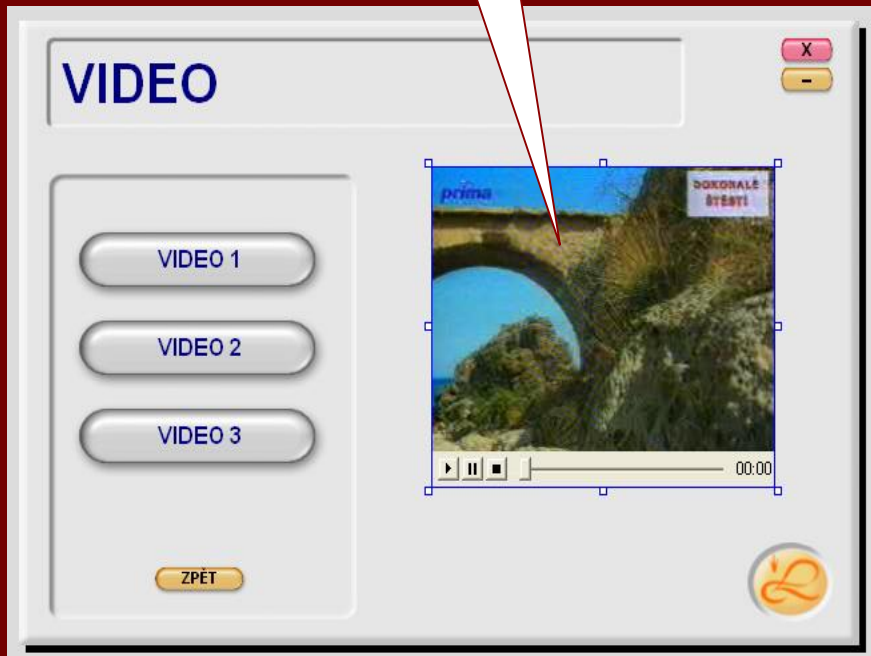 VIDEO
X
–
VIDEO 1
VIDEO 2
VIDEO 3
ZPĚT
prima
DOKONALÉ
ŠTĚSTÍ
00:00